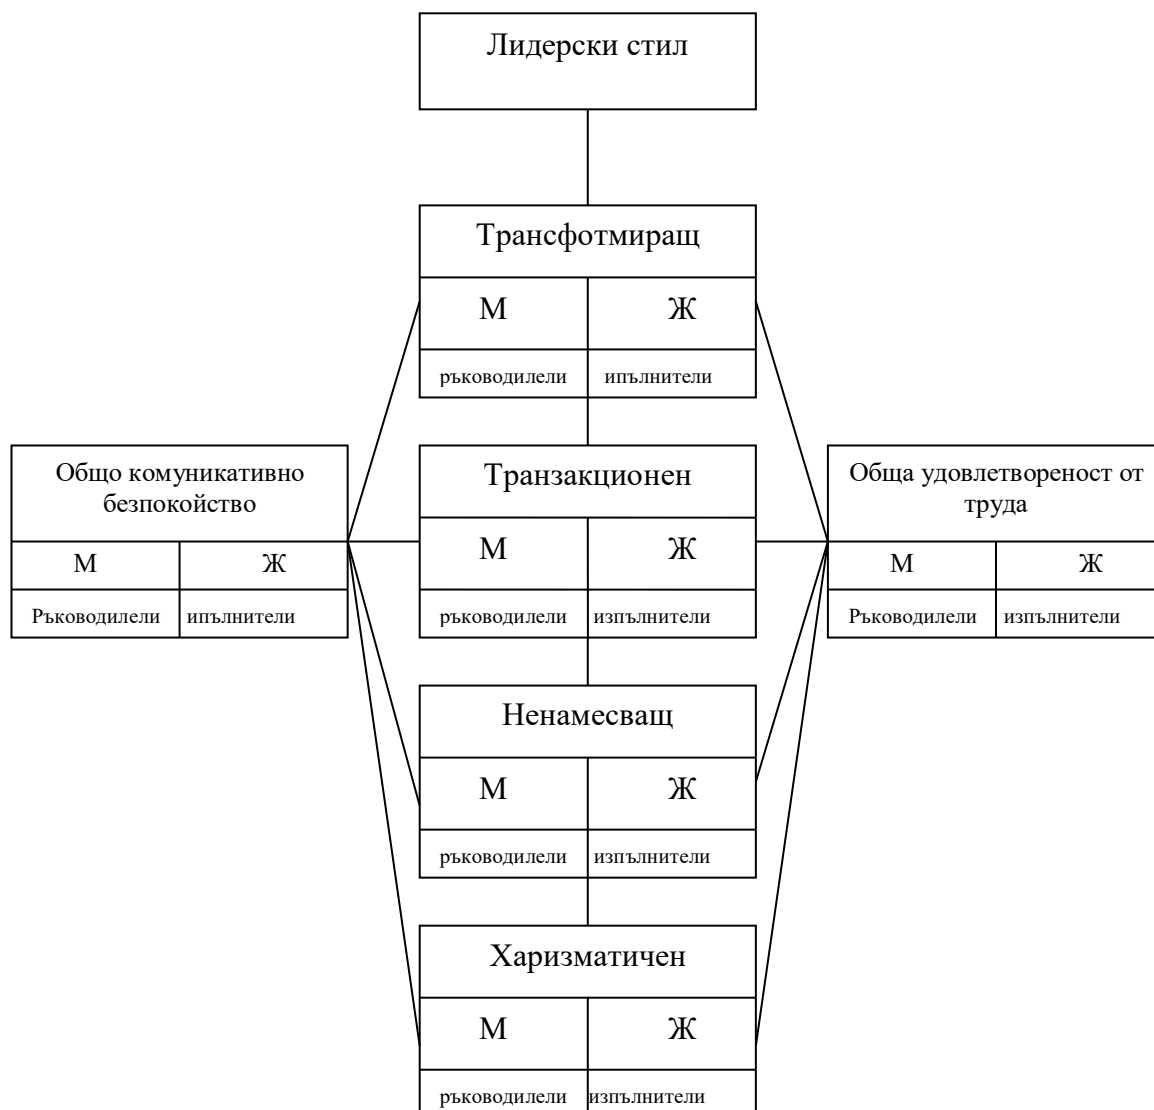 Лидерски стил
Трансфотмиращ
М Ж
ръководилели ипълнители
Общо комуникативно
безпокойство
М Ж
Ръководилели ипълнители
Транзакционен
М Ж
ръководилели изпълнители
Обща удовлетвореност от
труда
М Ж
Ръководилели изпълнители
Ненамесващ
М Ж
ръководилели изпълнители
Харизматичен
М Ж
ръководилели изпълнители